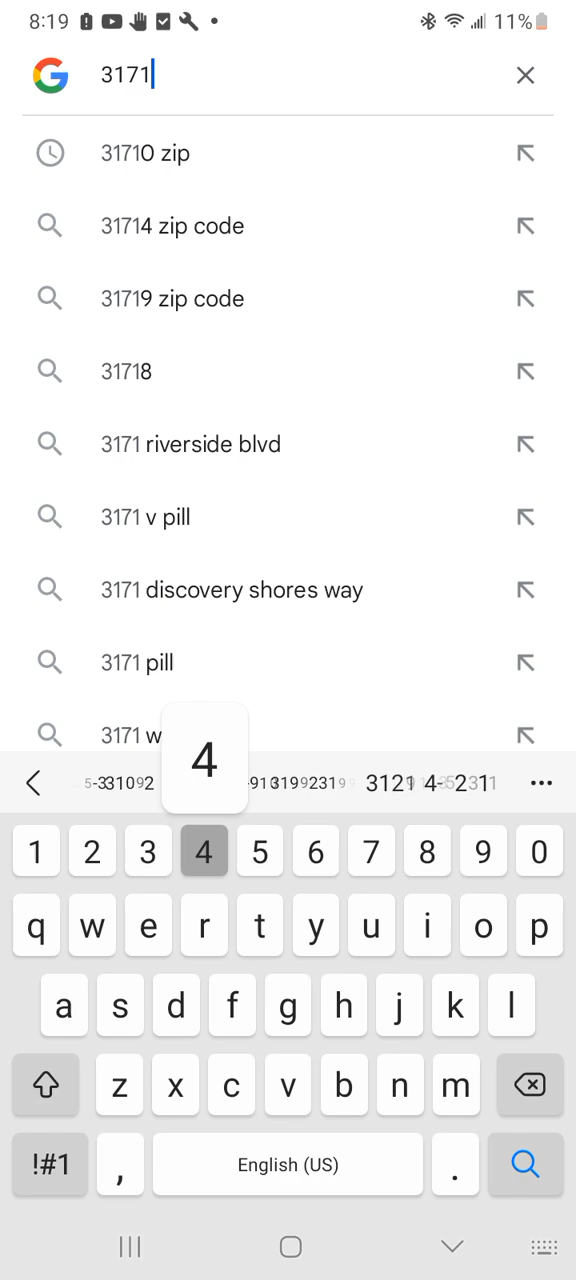 8:19 11%
3171
31710 zip
31714 zip code
31719 zip code
31718
3171 riverside blvd
3171 v pill
3171 discovery shores way
3171 pill
3171 w
4
1 2 3 4 5 6 7 8 9 0
q w e r t y u i o p
a s d f g h j k l
z x c v b n m
!#1 , English (US) .